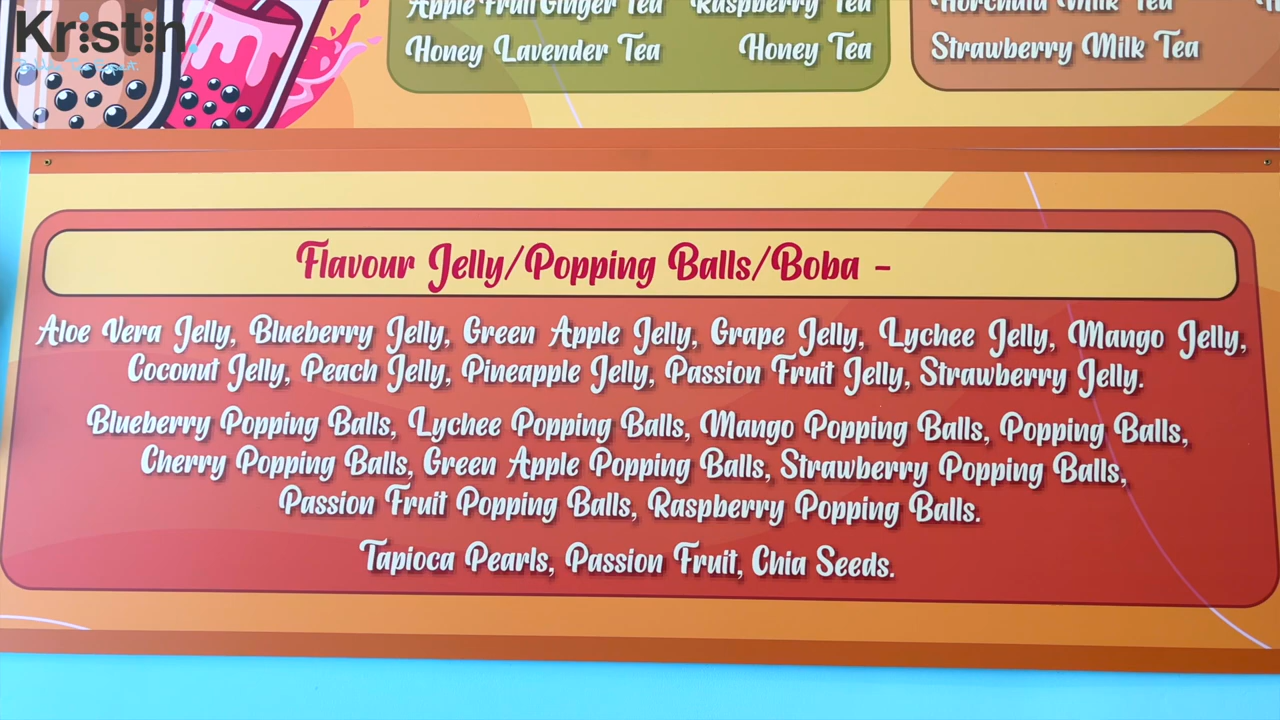 Kristin.
Apple Fruit Ginger Tea Raspberry Tea
Horchata Milk Tea
Honey Lavender Tea Honey Tea
Strawberry Milk Tea
Flavour Jelly/Popping Balls/Boba -
Aloe Vera Jelly, Blueberry Jelly, Green Apple Jelly, Grape Jelly, Lychee Jelly, Mango Jelly,
Coconut Jelly, Peach Jelly, Pineapple Jelly, Passion Fruit Jelly, Strawberry Jelly.
Blueberry Popping Balls, Lychee Popping Balls, Mango Popping Balls, Popping Balls,
Cherry Popping Balls, Green Apple Popping Balls, Strawberry Popping Balls,
Passion Fruit Popping Balls, Raspberry Popping Balls.
Tapioca Pearls, Passion Fruit, Chia Seeds.